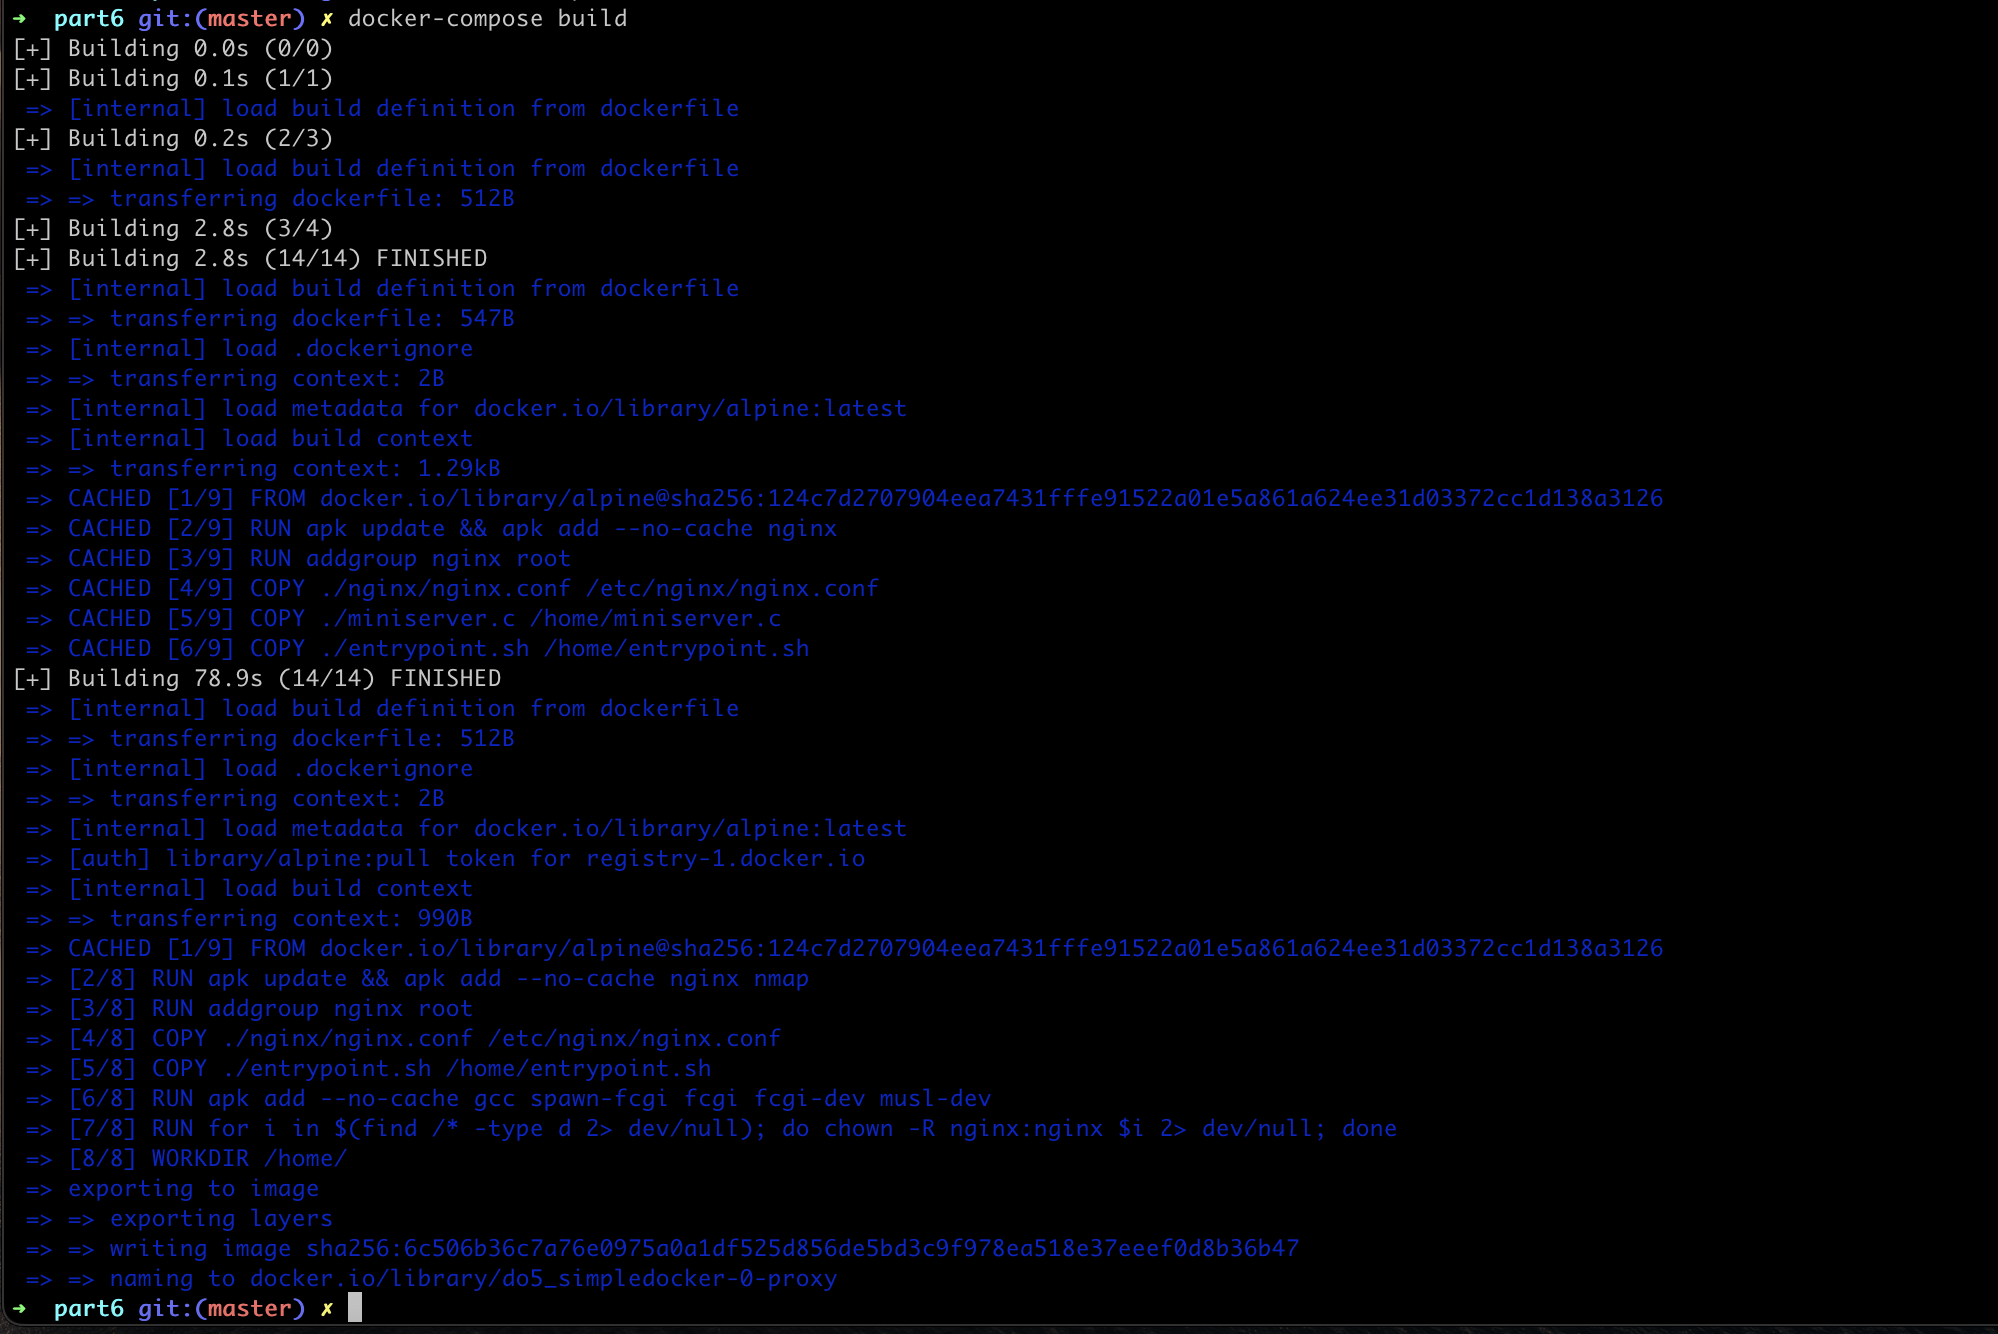 ➜  part6 git:(master) ✗ docker-compose build
[+] Building 0.0s (0/0)
[+] Building 0.1s (1/1)
=> [internal] load build definition from dockerfile
[+] Building 0.2s (2/3)
=> [internal] load build definition from dockerfile
=> => transferring dockerfile: 512B
[+] Building 2.8s (3/4)
[+] Building 2.8s (14/14) FINISHED
=> [internal] load build definition from dockerfile
=> => transferring dockerfile: 547B
=> [internal] load .dockerignore
=> => transferring context: 2B
=> [internal] load metadata for docker.io/library/alpine:latest
=> [internal] load build context
=> => transferring context: 1.29kB
=> CACHED [1/9] FROM docker.io/library/alpine@sha256:124c7d2707904eea7431fffe91522a01e5a861a624ee31d03372cc1d138a3126
=> CACHED [2/9] RUN apk update && apk add --no-cache nginx
=> CACHED [3/9] RUN addgroup nginx root
=> CACHED [4/9] COPY ./nginx/nginx.conf /etc/nginx/nginx.conf
=> CACHED [5/9] COPY ./miniserver.c /home/miniserver.c
=> CACHED [6/9] COPY ./entrypoint.sh /home/entrypoint.sh
[+] Building 78.9s (14/14) FINISHED
=> [internal] load build definition from dockerfile
=> => transferring dockerfile: 512B
=> [internal] load .dockerignore
=> => transferring context: 2B
=> [internal] load metadata for docker.io/library/alpine:latest
=> [auth] library/alpine:pull token for registry-1.docker.io
=> [internal] load build context
=> => transferring context: 990B
=> CACHED [1/9] FROM docker.io/library/alpine@sha256:124c7d2707904eea7431fffe91522a01e5a861a624ee31d03372cc1d138a3126
=> [2/8] RUN apk update && apk add --no-cache nginx nmap
=> [3/8] RUN addgroup nginx root
=> [4/8] COPY ./nginx/nginx.conf /etc/nginx/nginx.conf
=> [5/8] COPY ./entrypoint.sh /home/entrypoint.sh
=> [6/8] RUN apk add --no-cache gcc spawn-fcgi fcgi fcgi-dev musl-dev
=> [7/8] RUN for i in $(find /* -type d 2> dev/null); do chown -R nginx:nginx $i 2> dev/null; done
=> [8/8] WORKDIR /home/
=> exporting to image
=> => exporting layers
=> => writing image sha256:6c506b36c7a76e0975a0a1df525d856de5bd3c9f978ea518e37eeef0d8b36b47
=> => naming to docker.io/library/do5_simpledocker-0-proxy
➜  part6 git:(master) ✗